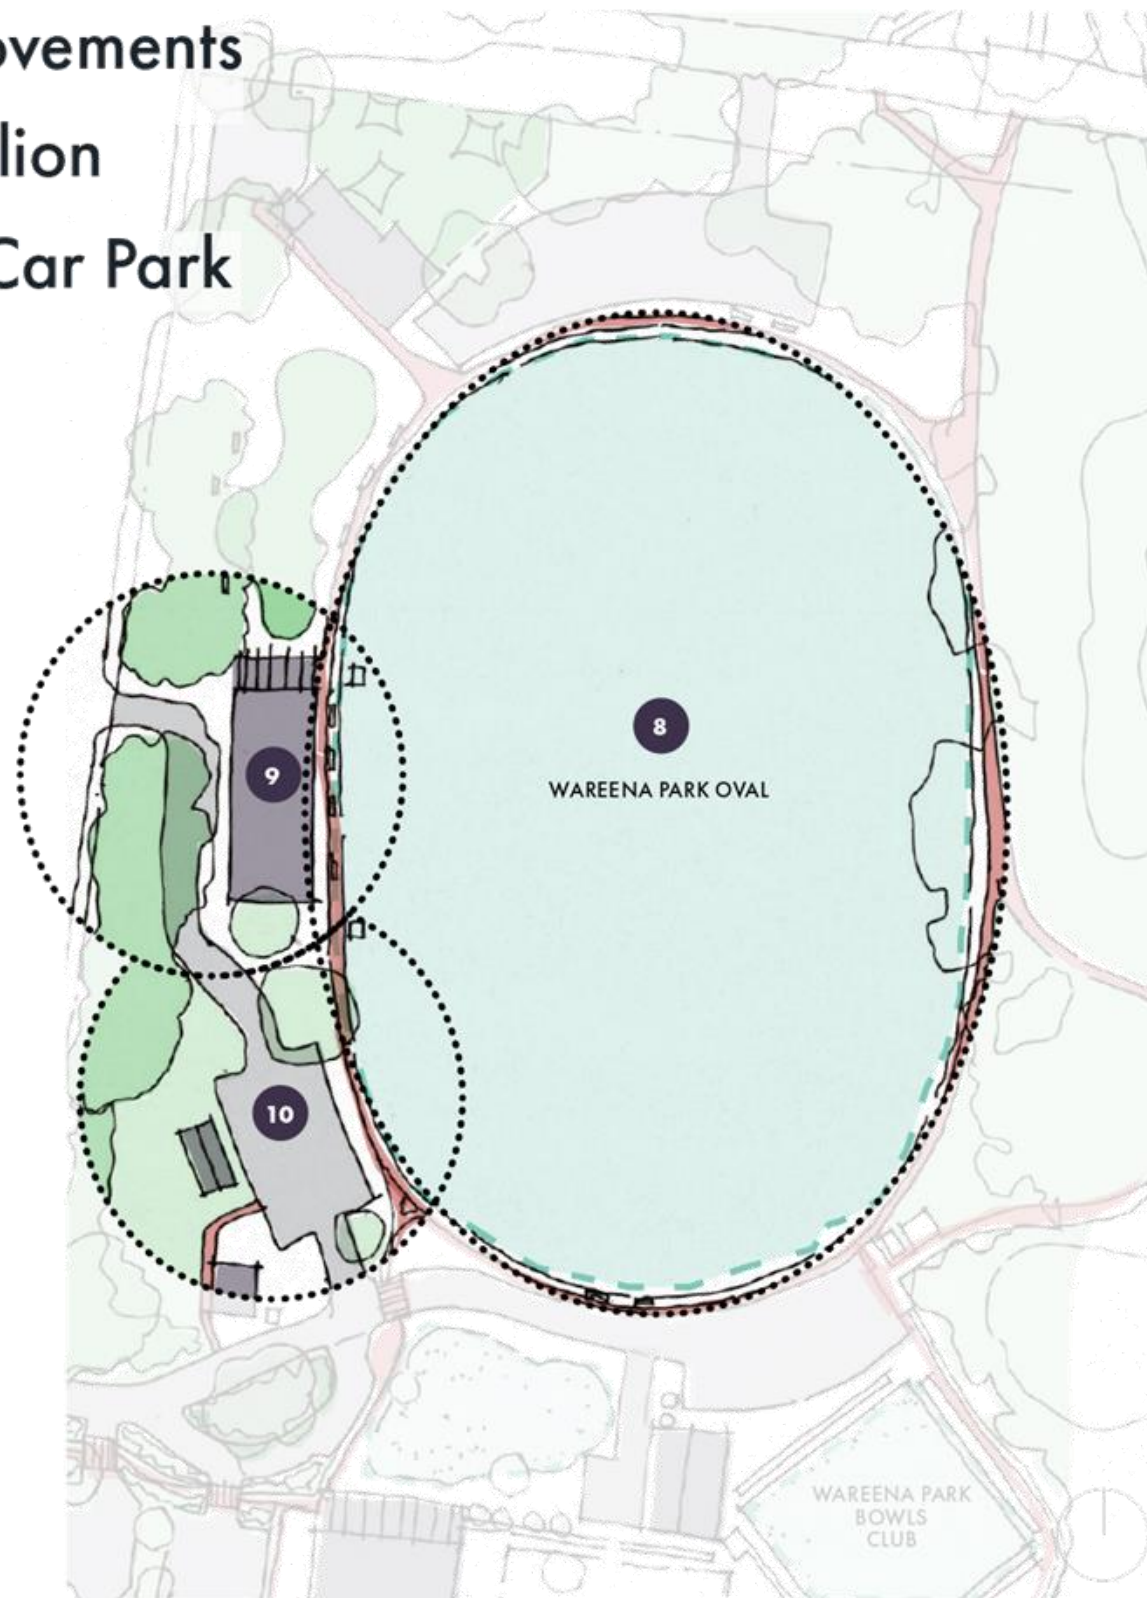 ovements
lion
Car Park
8
WAREENA PARK OVAL
9
10
WAREENA PARK
BOWLS
CLUB